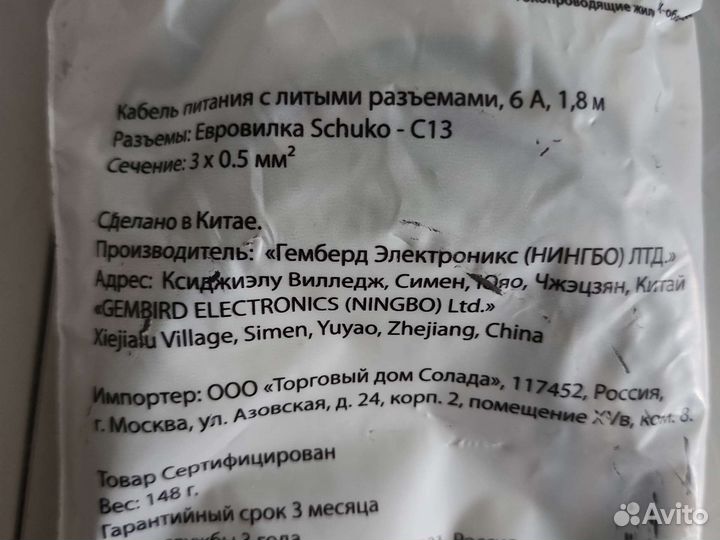 Кабель питания с литыми разъемами, 6 А, 1,8 м
Разъемы: Евровилка Schuko - C13
Сечение: 3 х 0.5 мм²
Сделано в Китае.
Производитель: «Гемберд Электроникс (НИНГБО) ЛТД.»
Адрес: Ксиджиэлу Вилледж, Симен, Юяо, Чжэцзян, Китай
«GEMBIRD ELECTRONICS (NINGBO) Ltd.»
Village, Simen, Yuyao, Zhejiang, China
Импортер: ООО «Торговый дом Солада», 117452, Россия,
г. Москва, ул. Азовская, д. 24, корп. 2, помещение ком. 8.
Товар Сертифицирован
Вес: 148 г.
Гарантийный срок 3 месяца
Avito